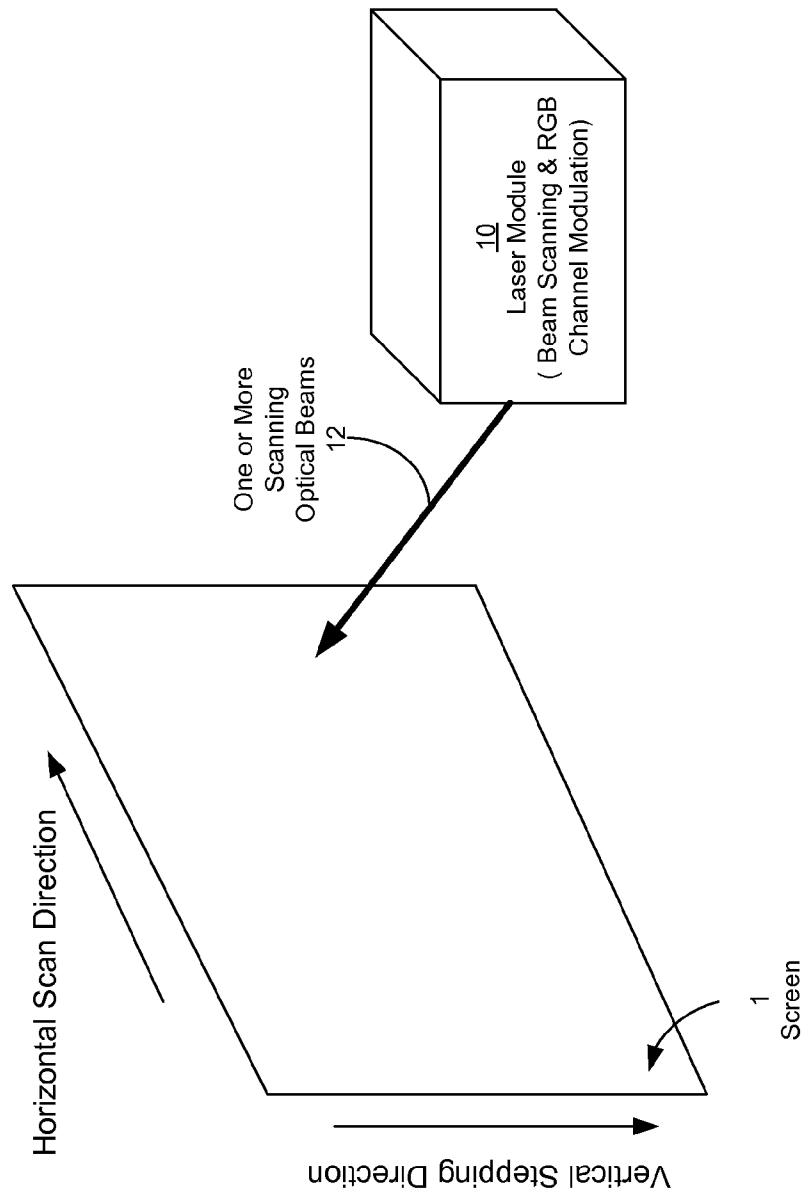 Horizontal Scan Direction
Vertical Stepping Direction
1
Screen
One or More
Scanning
Optical Beams
12
10
Laser Module
( Beam Scanning & RGB
Channel Modulation)